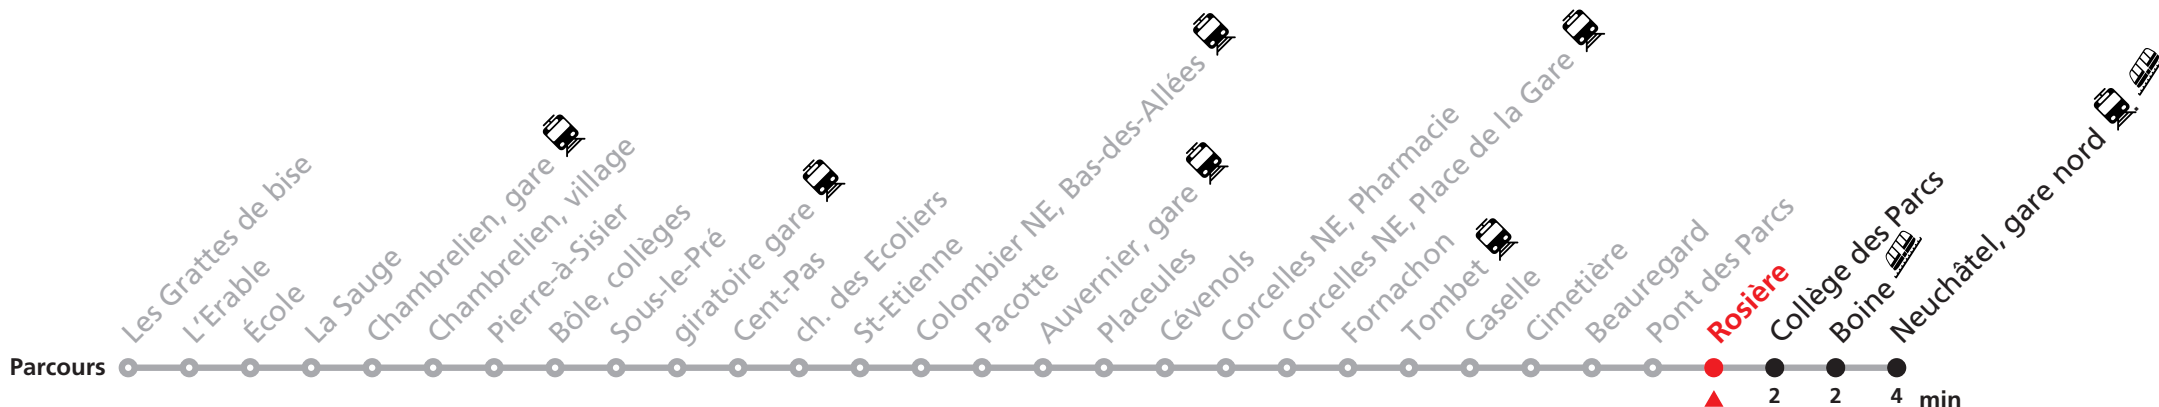 Parcours
Les Grattes de bise
L'Erable
École
La Sauge
Chambrelien, gare
Chambrelien, village
Pierre-à-Sisier
Bôle, collèges
Sous-le-Pré
giratoire gare
Cent-Pas
ch. des Ecoliers
St-Etienne
Colombier NE, Bas-des-Allées
Pacotte
Auvernier, gare
Placeules
Cévenols
Corcelles NE, Pharmacie
Corcelles NE, Place de la Gare
Fornachon
Tombet
Caselle
Cimetière
Beauregard
Pont des Parcs
Rosière
Collège des Parcs
Boine
Neuchâtel, gare nord
2 2 4 min